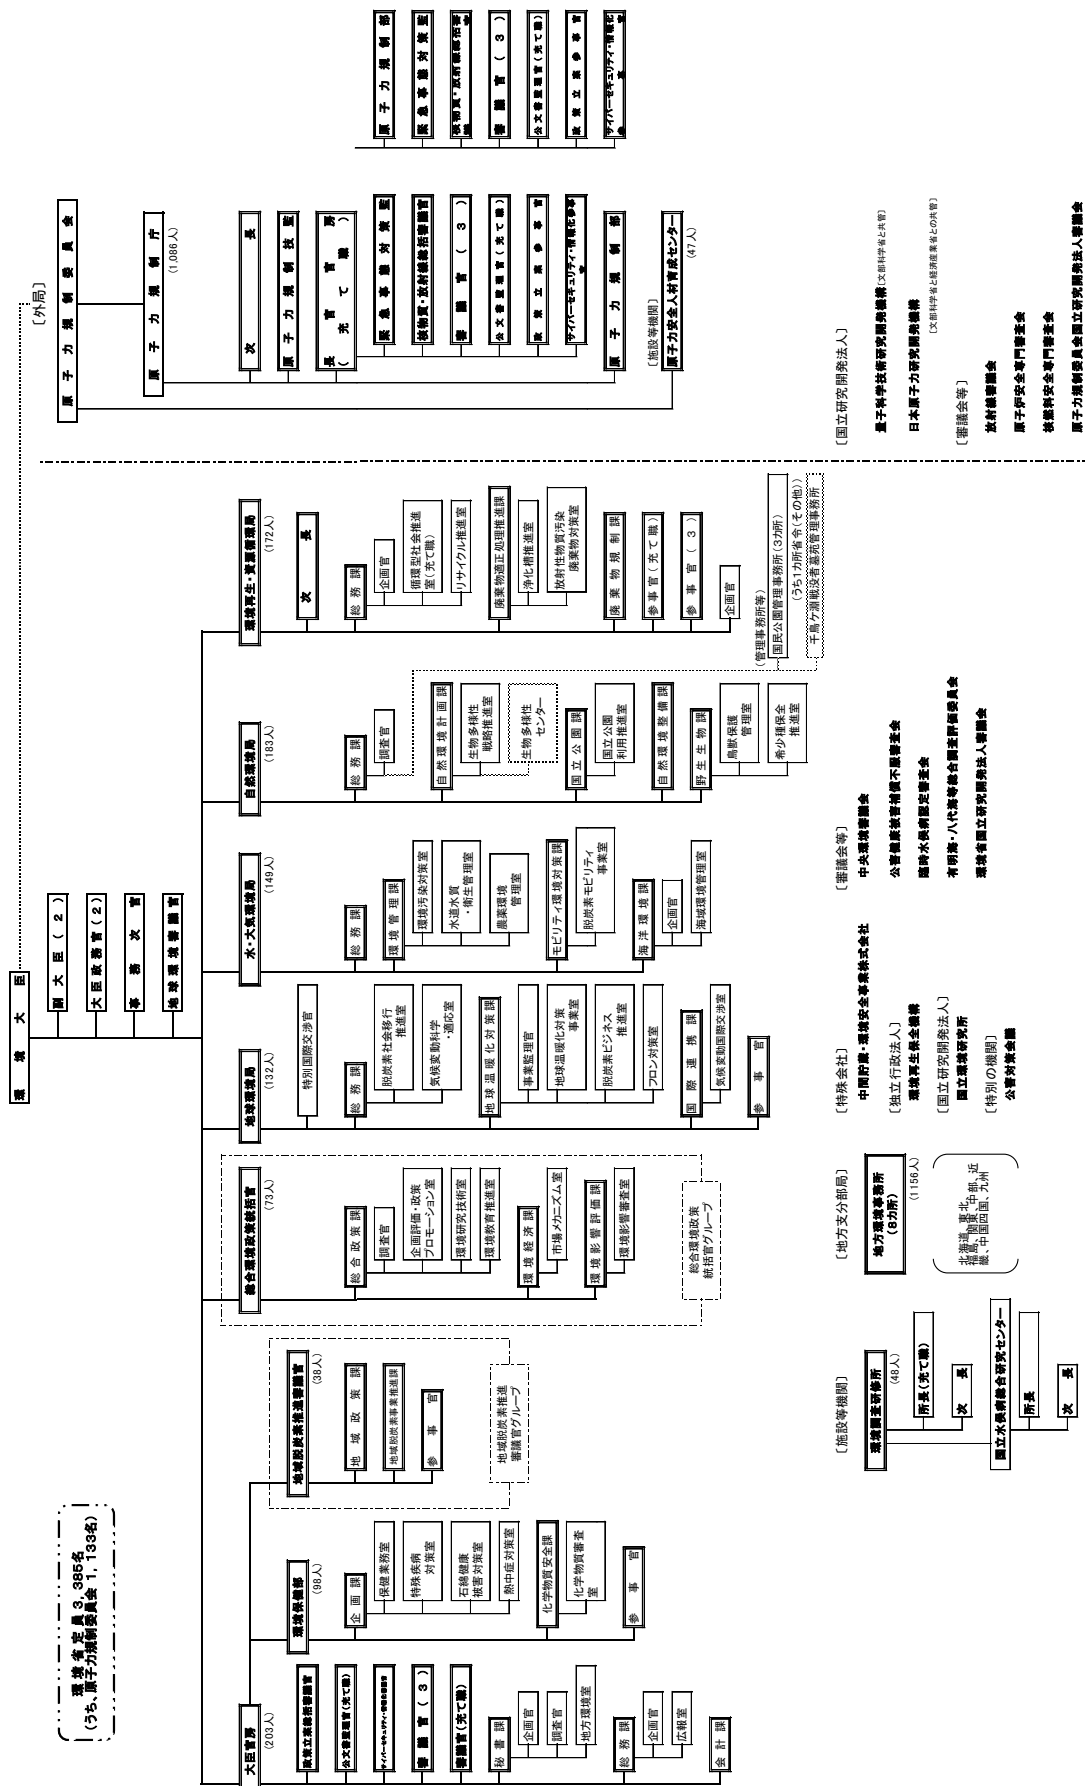 環境省定員3,385名
(うち、原子力規制委員会1,133名)
環境大臣
副大臣(2)
大臣政務官(2)
事務次官
地球環境審議官
大臣官房
(203人)
政策立案総括審議官
公文書監理官(充て職)
サイバーセキュリティ・情報化審議官
審議官(3)
審議官(充て職)
秘書課
企画官
調査官
地方環境室
総務課
企画官
広報室
会計課
環境保健部
(98人)
企画課
保健業務室
特殊疾病
対策室
石綿健康
被害対策室
熱中症対策室
化学物質安全課
化学物質審査
室
参事官
地域脱炭素推進審議官
(38人)
地域政策課
地域脱炭素事業推進課
参事官
地域脱炭素推進
審議官グループ
総合環境政策統括官
(73人)
総合政策課
調査官
企画評価・政策
プロモーション室
環境研究技術室
環境教育推進室
環境経済課
市場メカニズム室
環境影響評価課
環境影響審査室
総合環境政策
統括官グループ
地球環境局
(132人)
特別国際交渉官
総務課
脱炭素社会移行
推進室
気候変動科学
・適応室
地球温暖化対策課
事業監理官
地球温暖化対策
事業室
脱炭素ビジネス
推進室
フロン対策室
国際連携課
気候変動国際交渉室
参事官
水・大気環境局
(149人)
総務課
環境管理課
環境汚染対策室
水道水質
・衛生管理室
農薬環境
管理室
モビリティ環境対策課
脱炭素モビリティ
事業室
海洋環境課
企画官
海域環境管理室
自然環境局
(183人)
総務課
調査官
自然環境計画課
生物多様性
戦略推進室
生物多様性
センター
国立公園課
国立公園
利用推進室
自然環境整備課
野生生物課
鳥獣保護
管理室
希少種保全
推進室
(管理事務所等)
国民公園管理事務所(3カ所)
(うち1カ所省令(その他))
千鳥ケ淵戦没者墓苑管理事務所
環境再生・資源循環局
(172人)
次長
総務課
企画官
循環型社会推進
室(充て職)
リサイクル推進室
廃棄物適正処理推進課
浄化槽推進室
放射性物質汚染
廃棄物対策室
廃棄物規制課
参事官(充て職)
参事官(3)
企画官
[施設等機関]
環境調査研修所
(48人)
所長(充て職)
次長
国立水俣病総合研究センター
所長
次長
[地方支分部局]
地方環境事務所
(8カ所)
(1156人)
北海道、東北、
福島、関東、中部、近
畿、中国四国、九州
[特殊会社]
中間貯蔵・環境安全事業株式会社
[独立行政法人]
環境再生保全機構
[国立研究開発法人]
国立環境研究所
[特別の機関]
公害対策会議
[審議会等]
中央環境審議会
公害健康被害補償不服審査会
臨時水俣病認定審査会
有明海・八代海等総合調査評価委員会
環境省国立研究開発法人審議会
[外局]
原子力規制委員会
原子力規制庁
(1,086人)
次長
原子力規制技監
長官官房
(充て職)
緊急事態対策監
核物質・放射線総括審議官
審議官(3)
公文書監理官(充て職)
政策立案参事官
サイバーセキュリティ・情報化参事
官
原子力規制部
[施設等機関]
原子力安全人材育成センター
(47人)
原子力規制部
緊急事態対策監
核物質・放射線総括審
議官
審議官(3)
公文書監理官(充て職)
政策立案参事官
サイバーセキュリティ・情報化
参事官
[国立研究開発法人]
量子科学技術研究開発機構[文部科学省と共管]
日本原子力研究開発機構
[文部科学省と経済産業省との共管]
[審議会等]
放射線審議会
原子炉安全専門審査会
核燃料安全専門審査会
原子力規制委員会国立研究開発法人審議会